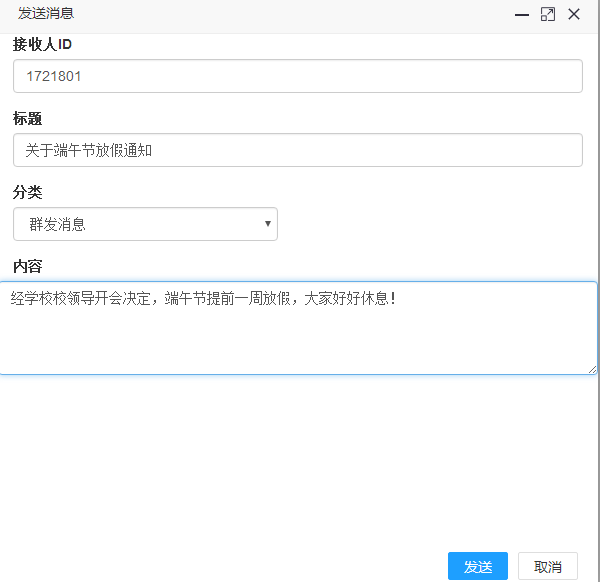 发送消息
接收人ID
1721801
标题
关于端午节放假通知
分类
群发消息
内容
经学校校领导开会决定，端午节提前一周放假，大家好好休息！
发送
取消